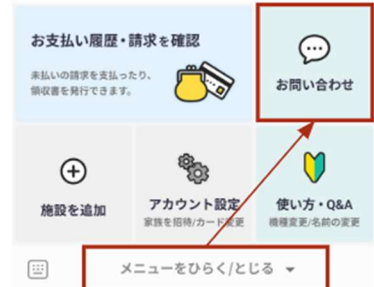 お支払い履歴・請求を確認
未払いの請求を支払ったり、
領収書を発行できます。
お問い合わせ
施設を追加
アカウント設定
家族を招待/カード変更
使い方・Q&A
機種変更/名前の変更
メニューをひらく/とじる